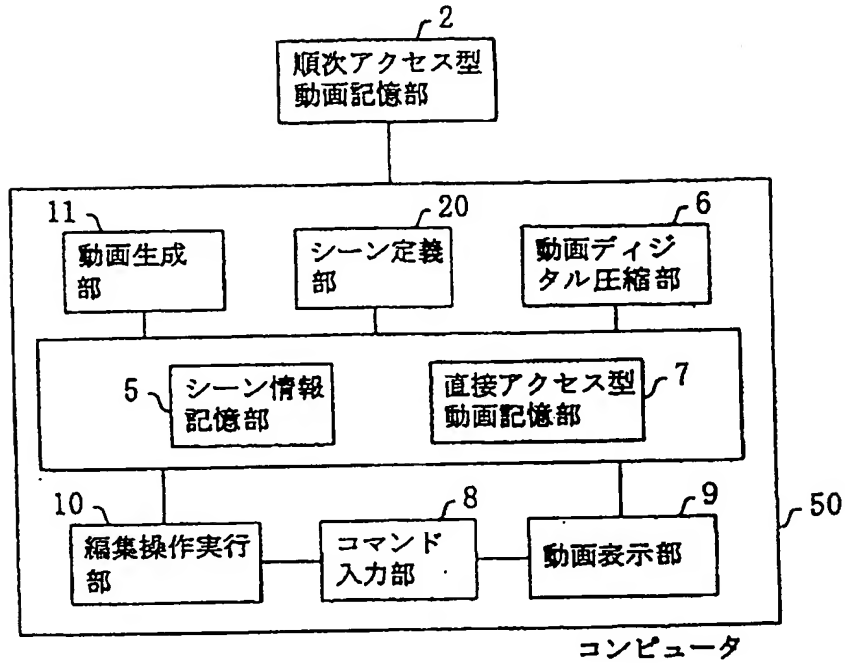 2
順次アクセス型
動画記憶部
11
動画生成
部
20
シーン定義
部
6
動画ディジ
タル圧縮部
5
シーン情報
記憶部
直接アクセス型
動画記憶部
7
10
編集操作実行
部
8
コマンド
入力部
9
動画表示部
50
コンピュータ